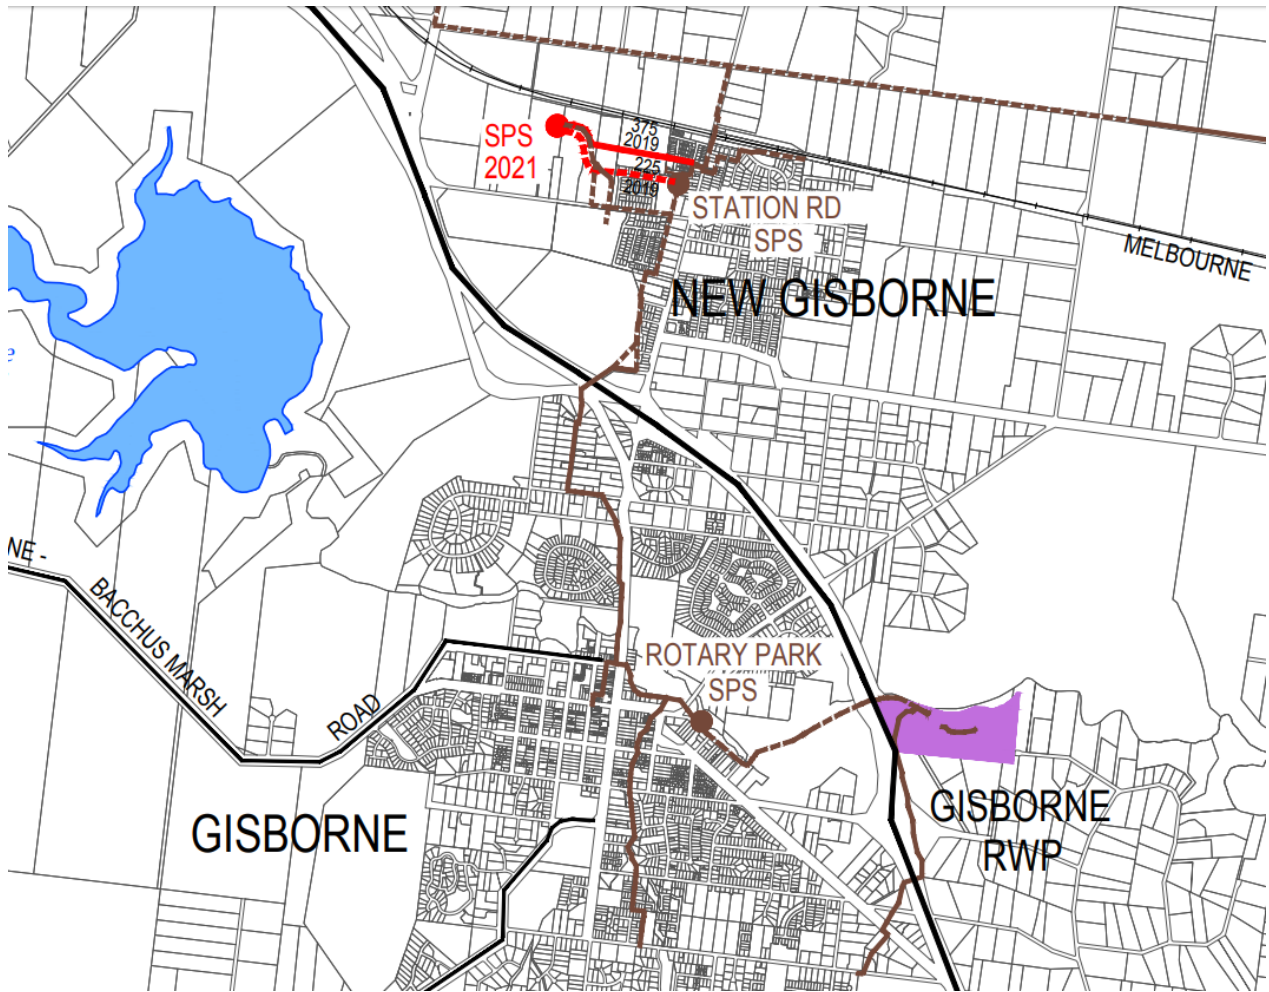 375
2019
SPS
2021
225
2019
STATION RD
SPS
MELBOURNE
NEW GISBORNE
e
NE -
BACCHUS MARSH
ROAD
ROTARY PARK
SPS
GISBORNE
RWP
GISBORNE